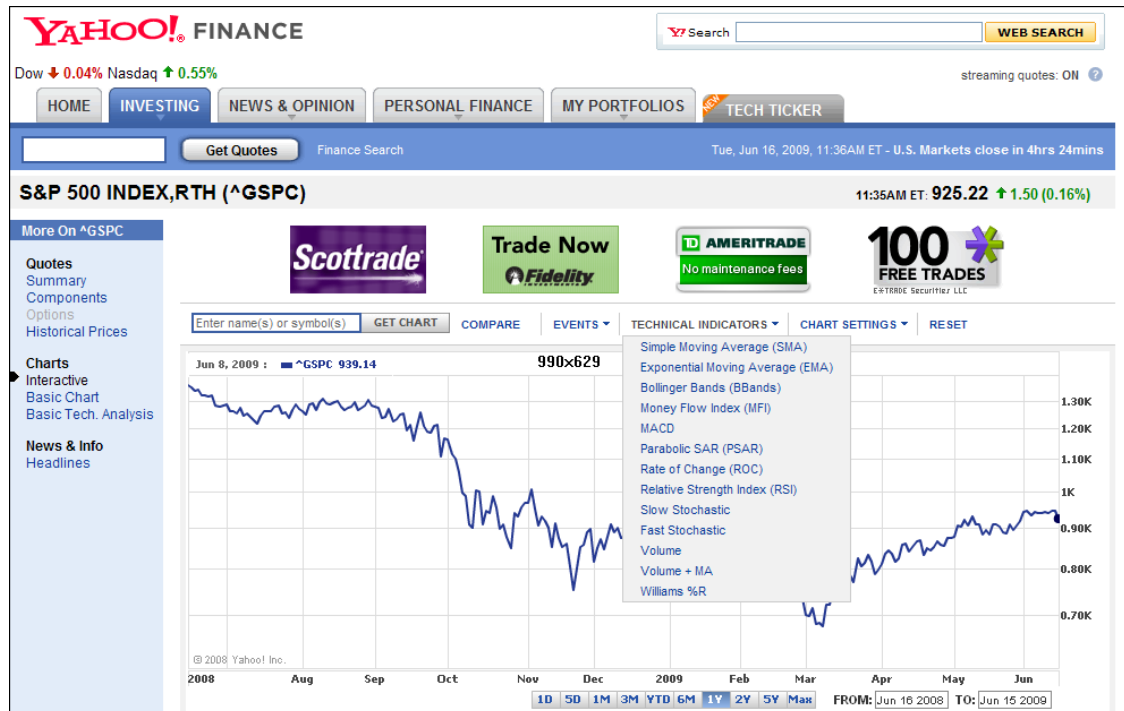 YAHOO! FINANCE
Y! Search WEB SEARCH
Dow 0.04% Nasdaq 0.55%
streaming quotes: ON ?
HOME INVESTING NEWS & OPINION PERSONAL FINANCE MY PORTFOLIOS NEW TECH TICKER
Get Quotes Finance Search Tue, Jun 16, 2009, 11:36AM ET - U.S. Markets close in 4hrs 24mins
S&P 500 INDEX,RTH (^GSPC) 11:35AM ET: 925.22 1.50 (0.16%)
More On ^GSPC
Quotes
Summary
Components
Options
Historical Prices
Charts
Interactive
Basic Chart
Basic Tech. Analysis
News & Info
Headlines
Scottrade
Trade Now
Fidelity
INVESTMENTS
TD AMERITRADE
No maintenance fees
100
FREE TRADES
E*TRADE Securities LLC
Enter name(s) or symbol(s) GET CHART COMPARE EVENTS TECHNICAL INDICATORS CHART SETTINGS RESET
Simple Moving Average (SMA)
Exponential Moving Average (EMA)
Bollinger Bands (BBands)
Money Flow Index (MFI)
MACD
Parabolic SAR (PSAR)
Rate of Change (ROC)
Relative Strength Index (RSI)
Slow Stochastic
Fast Stochastic
Volume
Volume + MA
Williams %R
Jun 8, 2009 : ^GSPC 939.14
990x629
1.30K
1.20K
1.10K
1K
0.90K
0.80K
0.70K
© 2008 Yahoo! Inc.
2008 Aug Sep Oct Nov Dec 2009 Feb Mar Apr May Jun
1D 5D 1M 3M YTD 6M 1Y 2Y 5Y Max FROM: Jun 16 2008 TO: Jun 15 2009